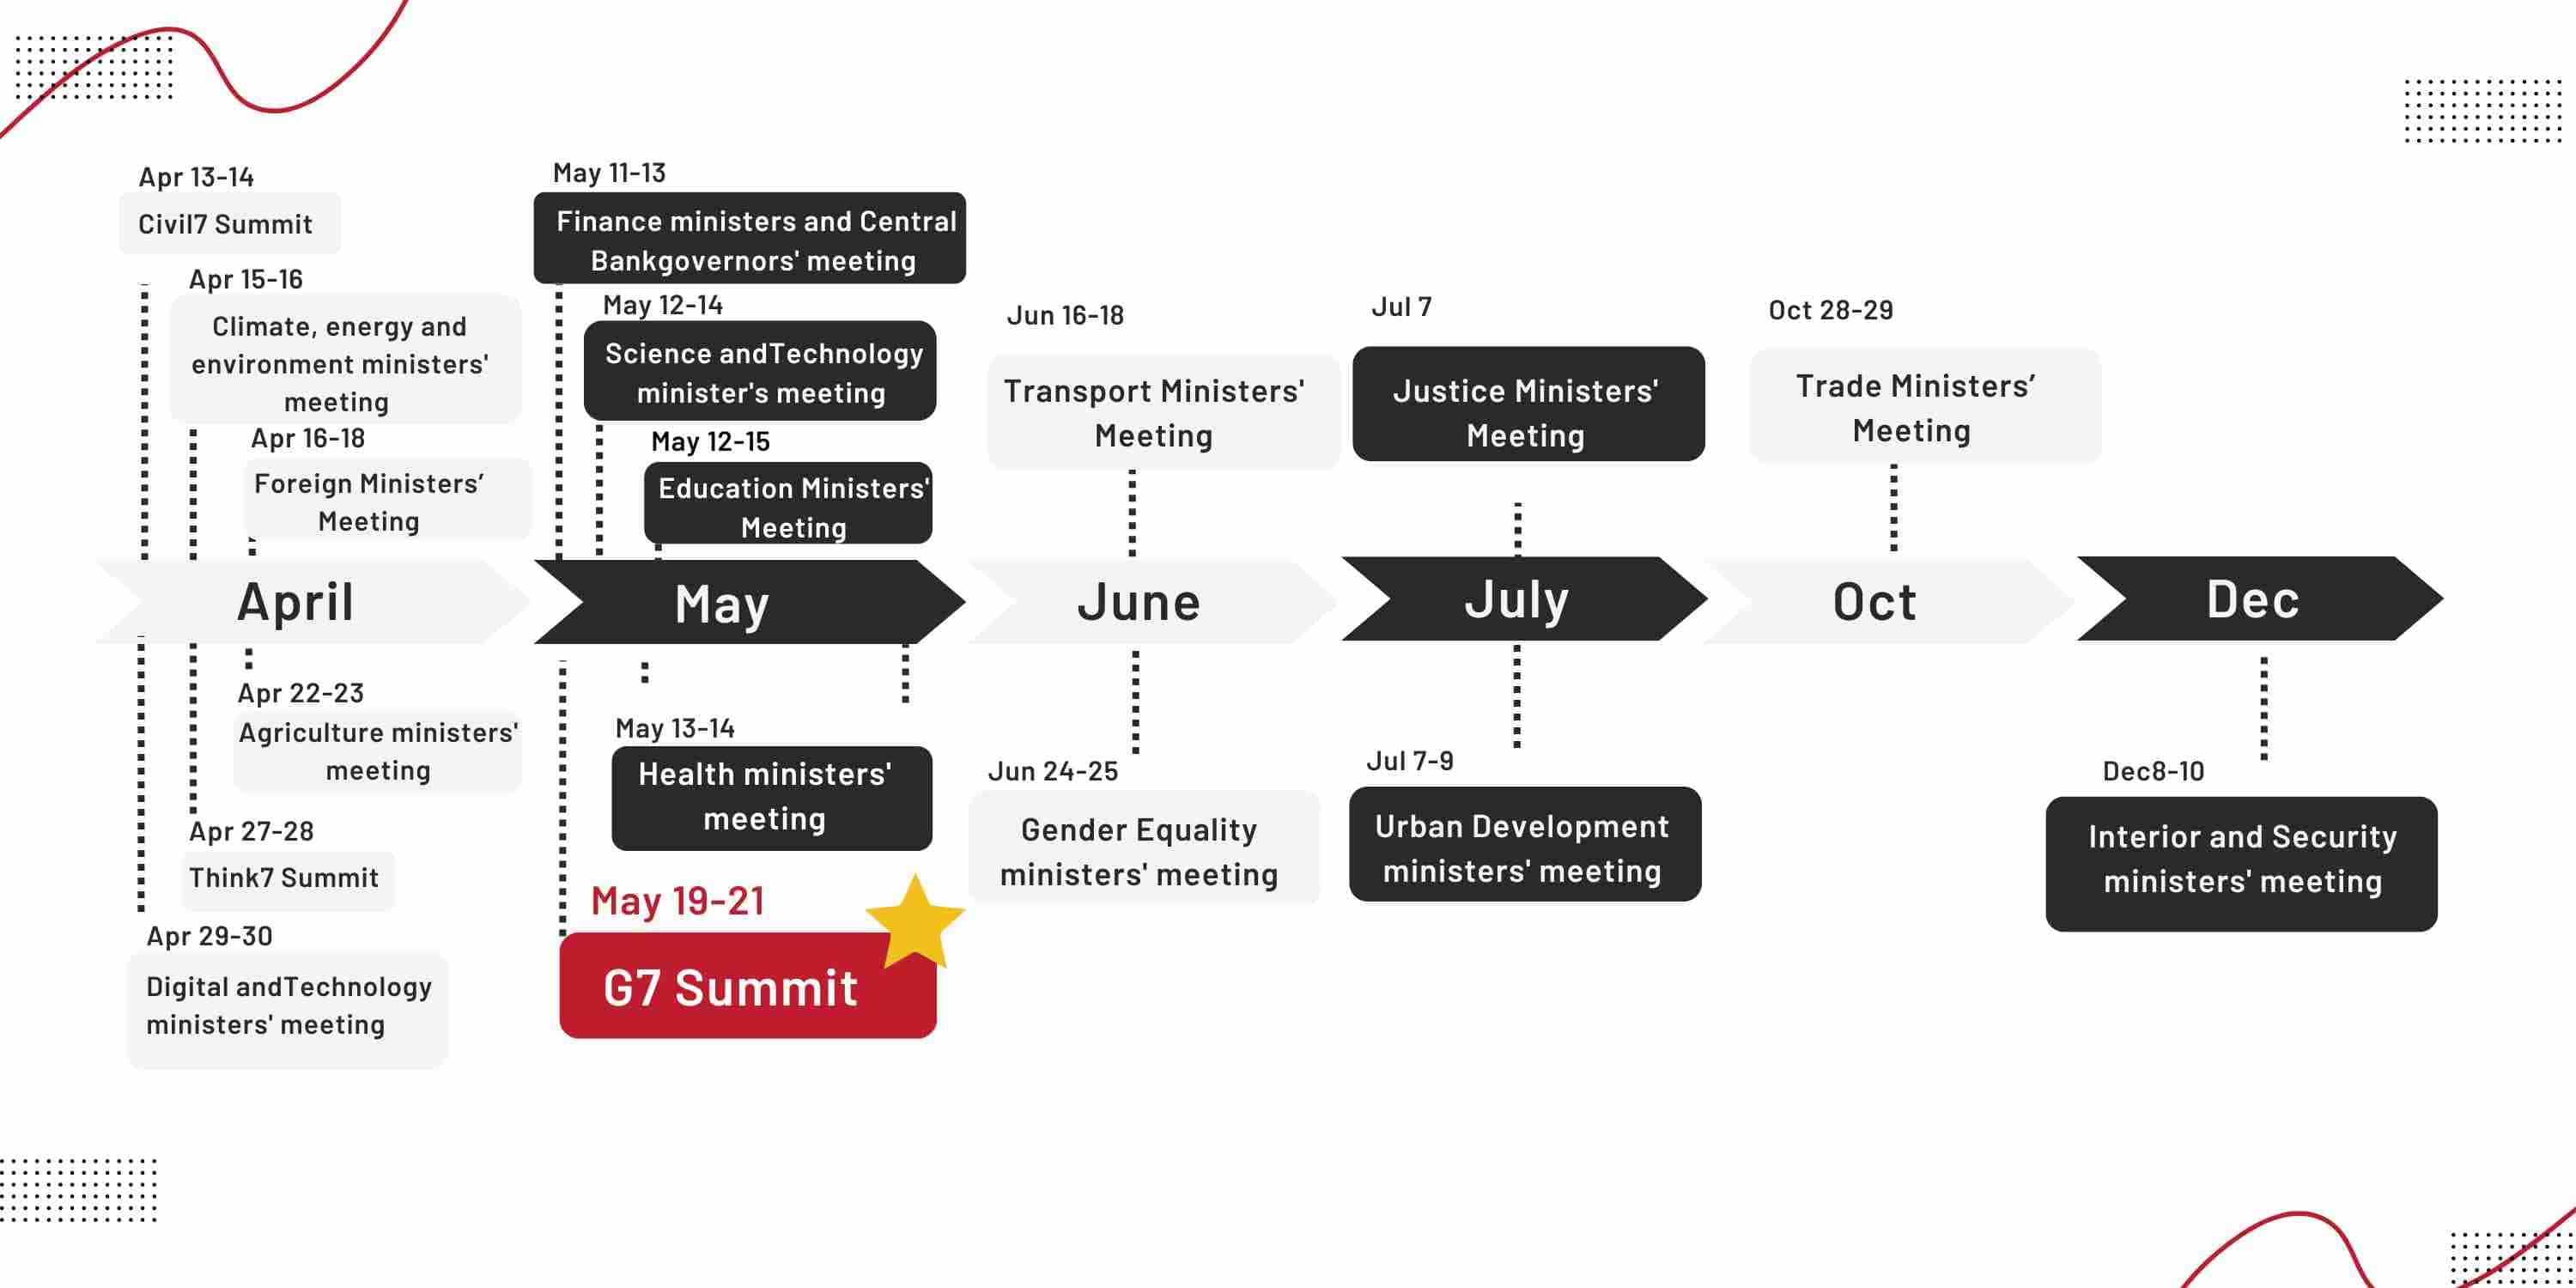 Apr 13-14
Civil7 Summit
Apr 15-16
Climate, energy and
environment ministers'
meeting
Apr 16-18
Foreign Ministers’
Meeting
May 11-13
Finance ministers and Central
Bankgovernors' meeting
May 12-14
Science andTechnology
minister's meeting
May 12-15
Education Ministers'
Meeting
Jun 16-18
Transport Ministers'
Meeting
Jul 7
Justice Ministers'
Meeting
Oct 28-29
Trade Ministers’
Meeting
April
May
June
July
Oct
Dec
Apr 22-23
Agriculture ministers'
meeting
Apr 27-28
Think7 Summit
Apr 29-30
Digital andTechnology
ministers' meeting
May 13-14
Health ministers'
meeting
May 19-21
G7 Summit
Jun 24-25
Gender Equality
ministers' meeting
Jul 7-9
Urban Development
ministers' meeting
Dec8-10
Interior and Security
ministers' meeting